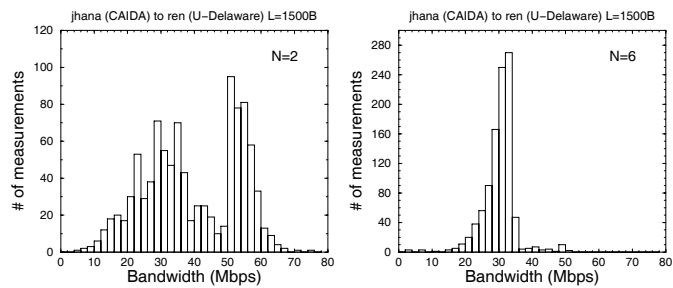 jhana (CAIDA) to ren (U-Delaware) L=1500B
N=2
# of measurements
120
100
80
60
40
20
0
0 10 20 30 40 50 60 70 80
Bandwidth (Mbps)
jhana (CAIDA) to ren (U-Delaware) L=1500B
N=6
# of measurements
280
240
200
160
120
80
40
0
0 10 20 30 40 50 60 70 80
Bandwidth (Mbps)